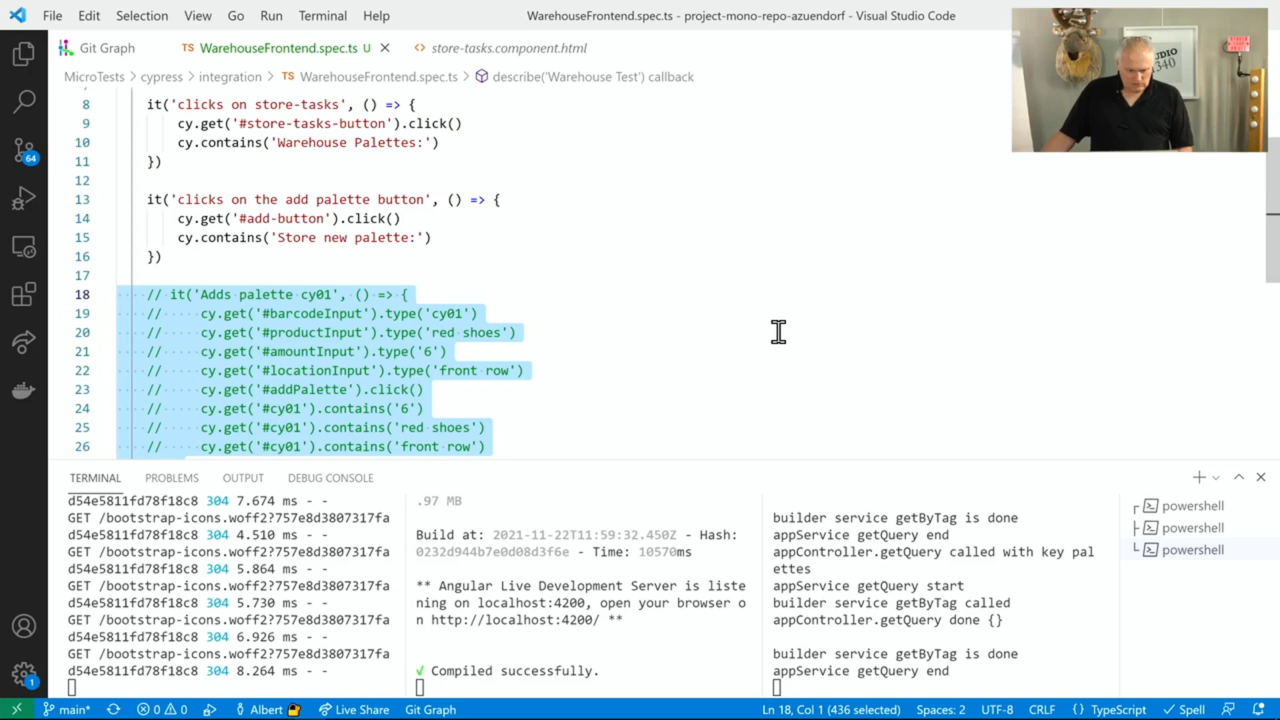 File Edit Selection View Go Run Terminal Help WarehouseFrontend.spec.ts - project-mono-repo-azuendorf - Visual Studio Code
Git Graph TS WarehouseFrontend.spec.ts U store-tasks.component.html
MicroTests > cypress > integration > TS WarehouseFrontend.spec.ts > describe('Warehouse Test') callback
8 it('clicks on store-tasks', () => {
9 cy.get('#store-tasks-button').click()
10 cy.contains('Warehouse Palettes:')
11 })
12
13 it('clicks on the add palette button', () => {
14 cy.get('#add-button').click()
15 cy.contains('Store new palette:')
16 })
17
18 // it('Adds palette cy01', () => {
19 // cy.get('#barcodeInput').type('cy01')
20 // cy.get('#productInput').type('red shoes')
21 // cy.get('#amountInput').type('6')
22 // cy.get('#locationInput').type('front row')
23 // cy.get('#addPalette').click()
24 // cy.get('#cy01').contains('6')
25 // cy.get('#cy01').contains('red shoes')
26 // cy.get('#cy01').contains('front row')
STUDIO
1340
64
1
TERMINAL PROBLEMS OUTPUT DEBUG CONSOLE
d54e5811fd78f18c8 304 7.674 ms - -
GET /bootstrap-icons.woff2?757e8d3807317fa
d54e5811fd78f18c8 304 4.510 ms - -
GET /bootstrap-icons.woff2?757e8d3807317fa
d54e5811fd78f18c8 304 5.864 ms - -
GET /bootstrap-icons.woff2?757e8d3807317fa
d54e5811fd78f18c8 304 5.730 ms - -
GET /bootstrap-icons.woff2?757e8d3807317fa
d54e5811fd78f18c8 304 6.926 ms - -
GET /bootstrap-icons.woff2?757e8d3807317fa
d54e5811fd78f18c8 304 8.264 ms - -
.97 MB
Build at: 2021-11-22T11:59:32.450Z - Hash:
0232d944b7e0d08d3f6e - Time: 10570ms
** Angular Live Development Server is liste
ning on localhost:4200, open your browser o
n http://localhost:4200/ **
√ Compiled successfully.
builder service getByTag is done
appService getQuery end
appController.getQuery called with key pal
ettes
appService getQuery start
builder service getByTag called
appController.getQuery done {}
builder service getByTag is done
appService getQuery end
powershell
powershell
powershell
main* 0 0 Albert Live Share Git Graph Ln 18, Col 1 (436 selected) Spaces: 2 UTF-8 CRLF {} TypeScript Spell